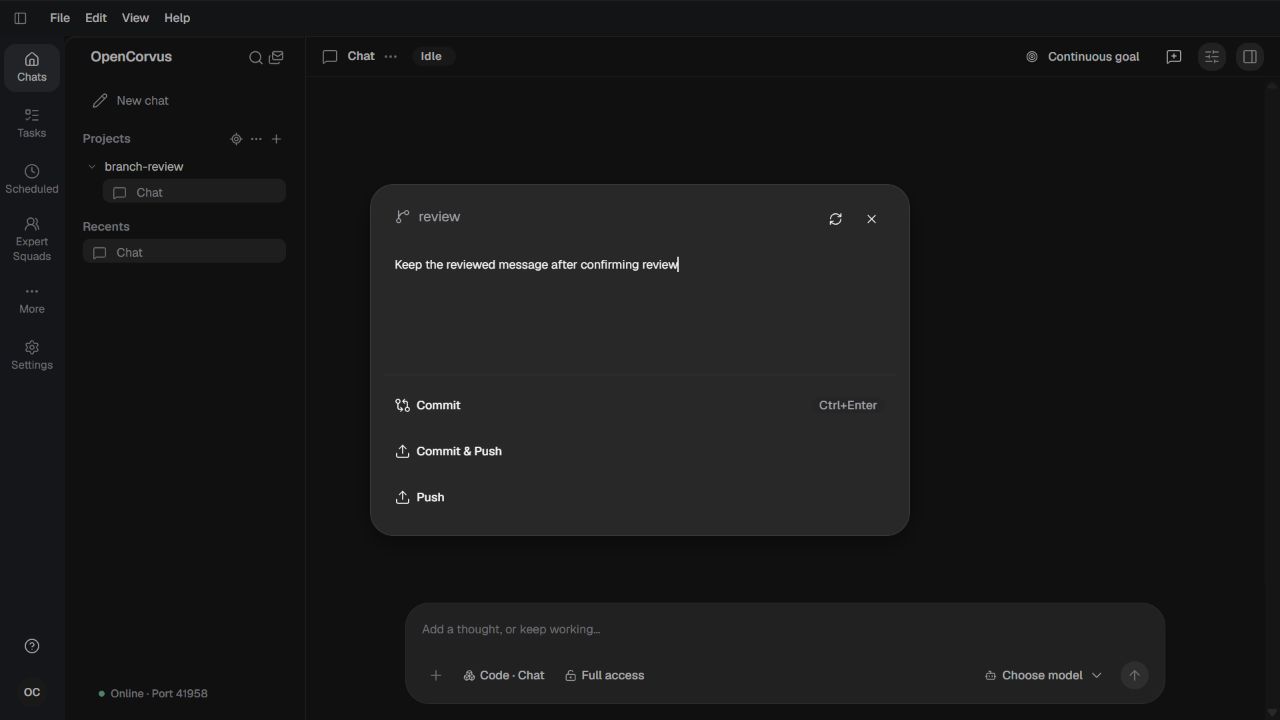 File Edit View Help
OpenCorvus
Chat ··· Idle
Continuous goal
Chats
Tasks
Scheduled
Expert
Squads
More
Settings
New chat
Projects
branch-review
Chat
Recents
Chat
review
Keep the reviewed message after confirming review
Commit Ctrl+Enter
Commit & Push
Push
Add a thought, or keep working...
Code · Chat Full access Choose model
OC
Online · Port 41958